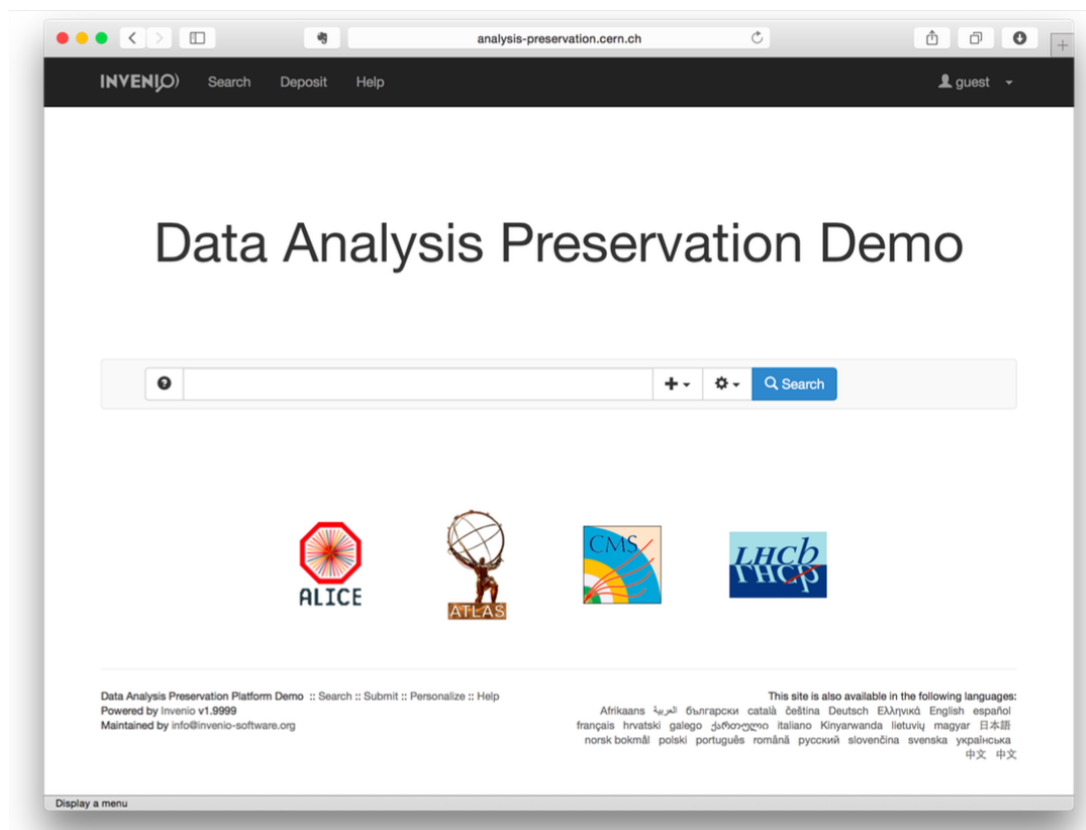 analysis-preservation.cern.ch
INVENIO Search Deposit Help guest
Data Analysis Preservation Demo
Search
CMS
LHCb
LHCb
ALICE
ATLAS
Data Analysis Preservation Platform Demo :: Search :: Submit :: Personalize :: Help
Powered by Invenio v1.9999
Maintained by info@invenio-software.org
This site is also available in the following languages:
Afrikaans العربية български català čeština Deutsch Ελληνικά English español
français hrvatski galego ქართული italiano Kinyarwanda lietuvių magyar 日本語
norsk bokmål polski português română русский slovenčina svenska українська
中文 中文
Display a menu